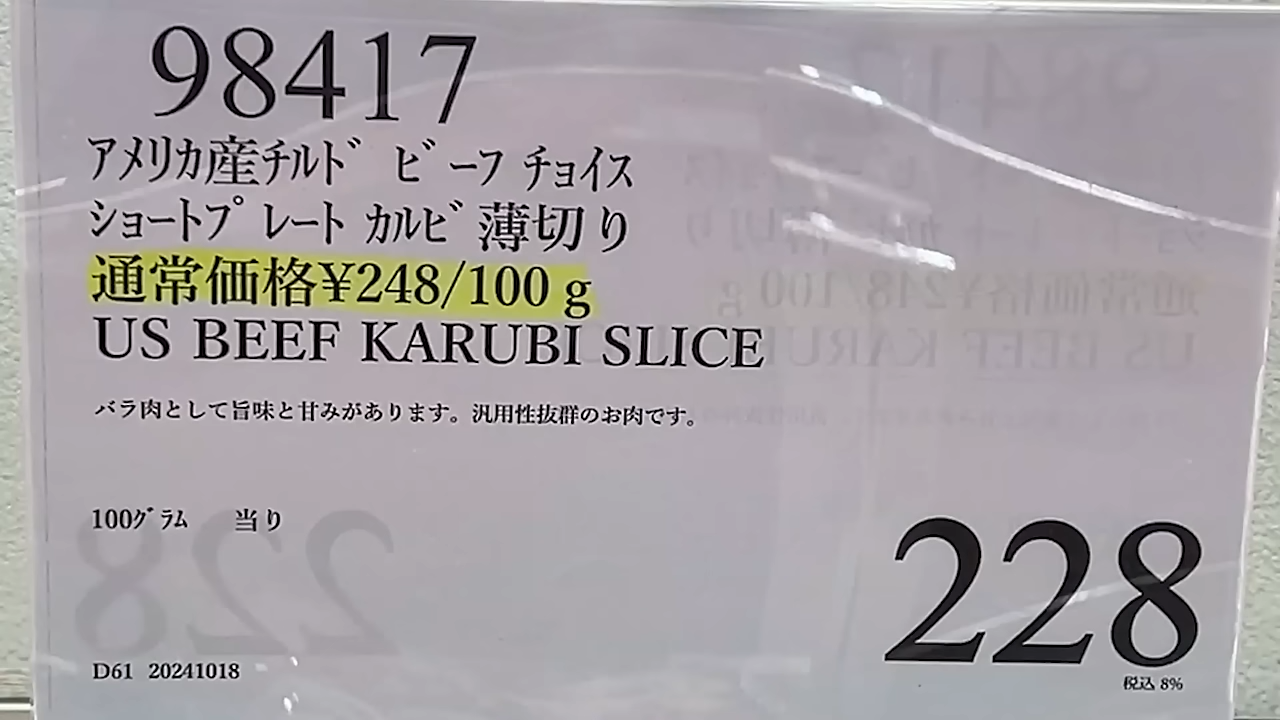 98417
アメリカ産チルド ビーフ チョイス
ショートプレート カルビ 薄切り
通常価格¥248/100 g
US BEEF KARUBI SLICE
バラ肉として旨味と甘みがあります。汎用性抜群のお肉です。
100グラム 当り
228
税込 8%
D61 20241018